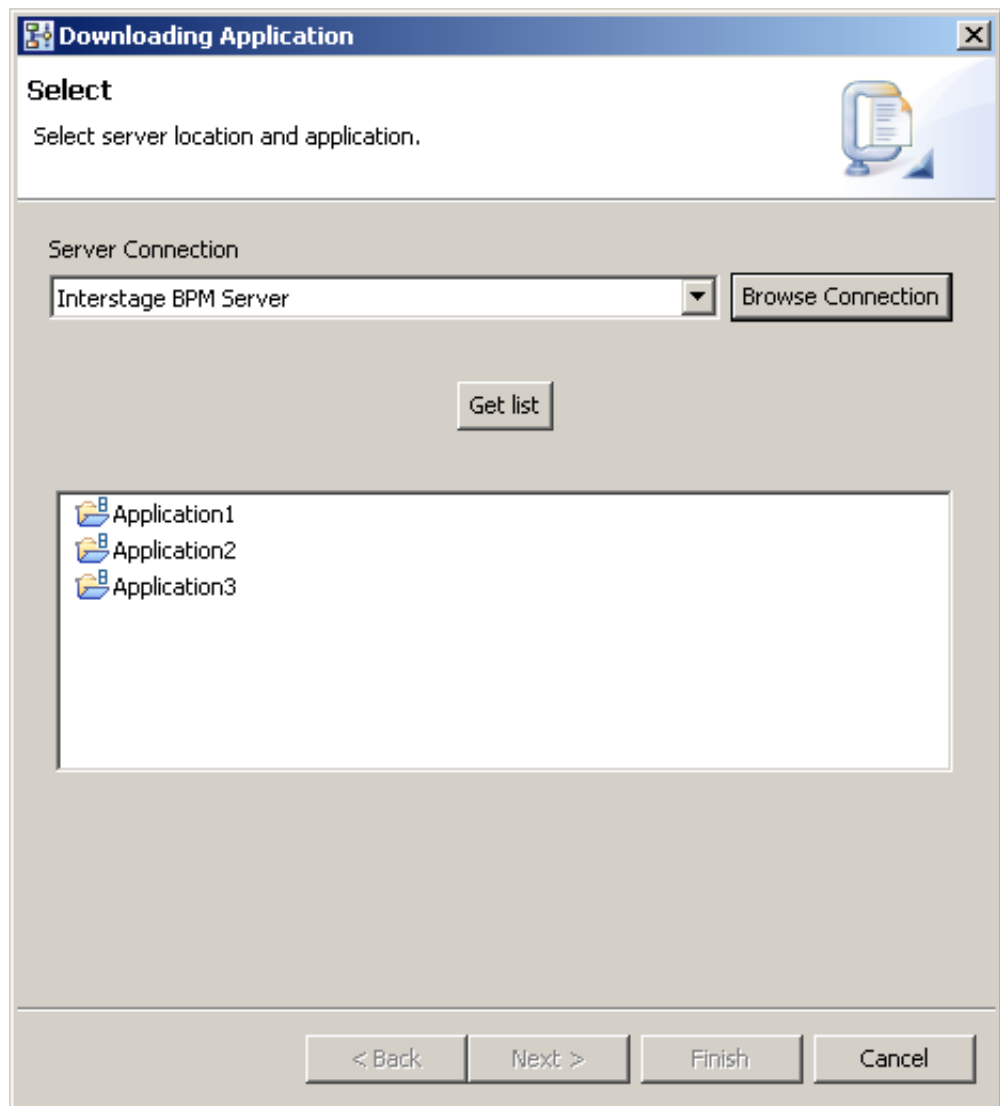 Downloading Application
Select
Select server location and application.
Server Connection
Interstage BPM Server
Browse Connection
Get list
Application1
Application2
Application3
< Back
Next >
Finish
Cancel